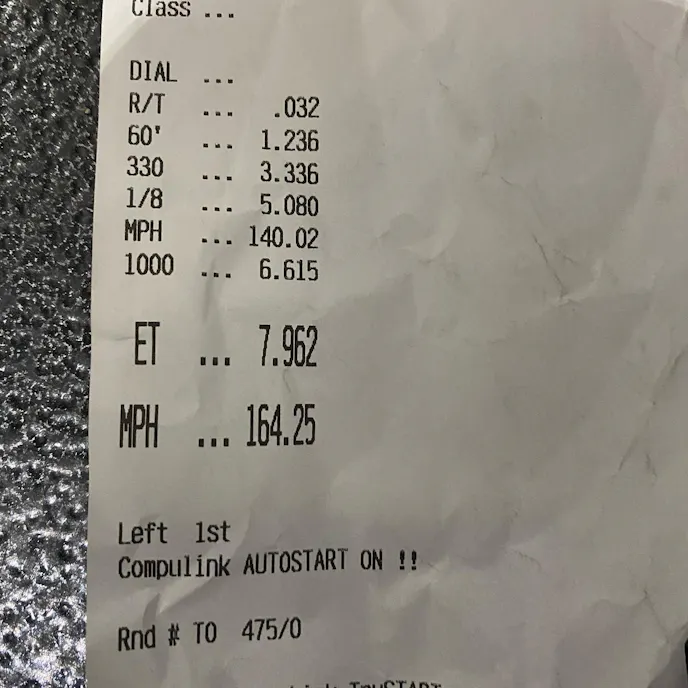 Class ...
DIAL ...
R/T ... .032
60' ... 1.236
330 ... 3.336
1/8 ... 5.080
MPH ... 140.02
1000 ... 6.615
ET ... 7.962
MPH ... 164.25
Left 1st
Compulink AUTOSTART ON !!
Rnd # TO 475/0